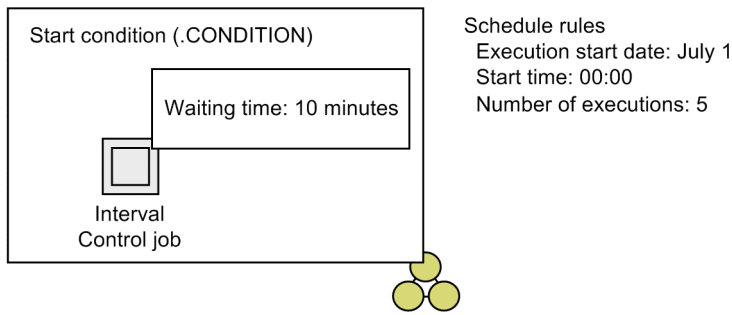 Start condition (.CONDITION)
Waiting time: 10 minutes
Interval
Control job
Schedule rules
Execution start date: July 1
Start time: 00:00
Number of executions: 5